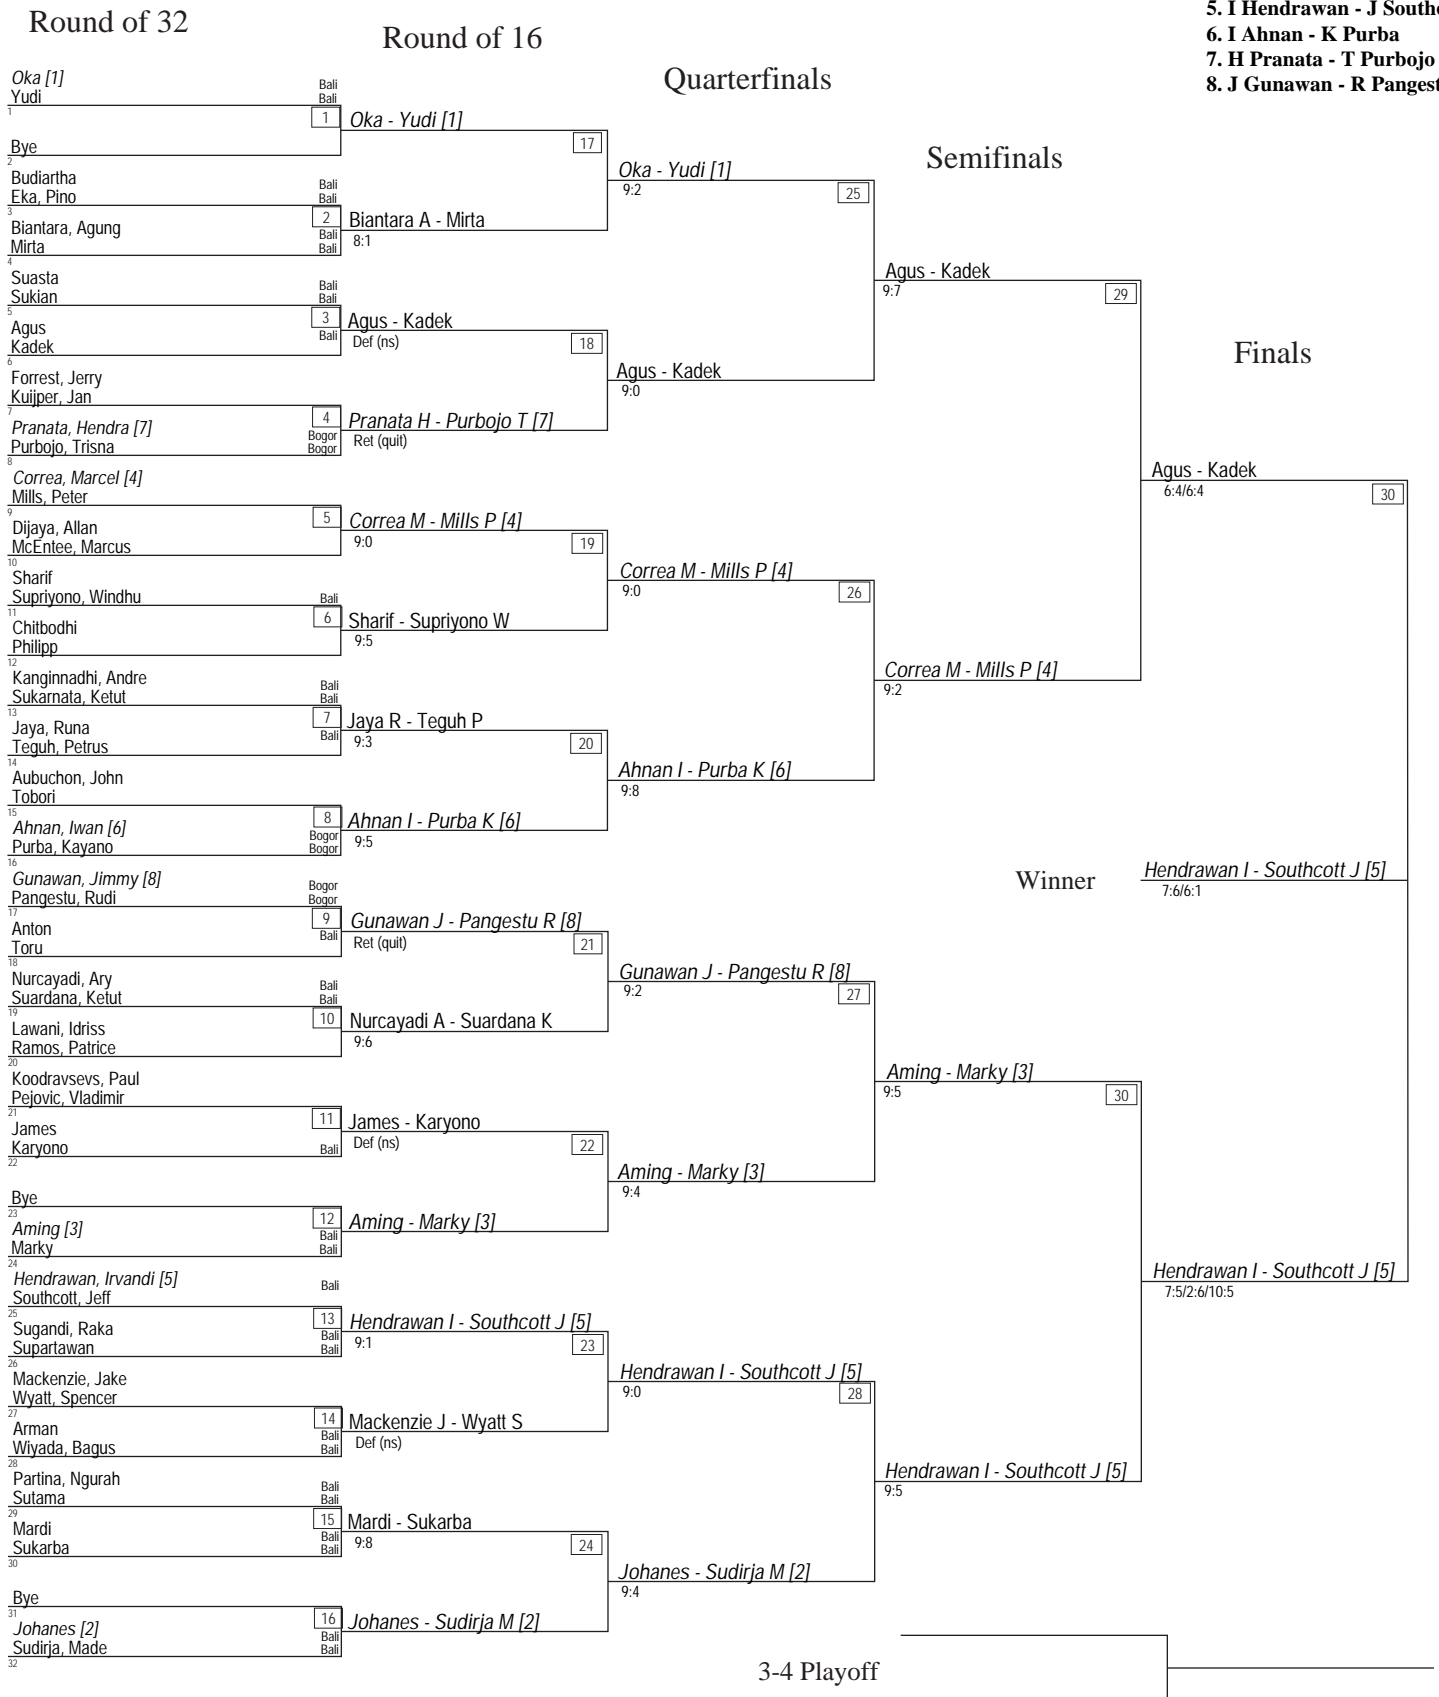 Round of 32
Round of 16
Quarterfinals
Semifinals
Finals
5. I Hendrawan - J
6. I Ahnan - K Purba
7. H Pranata - T Purbojo
8. J Gunawan - R
Oka [1] Bali
Yudi Bali
1
1
Bye
2
Budiartha Bali
Eka, Pino Bali
3
2
Biantara, Agung Bali
Mirta Bali
4
Suasta Bali
Sukian Bali
5
3
Agus Bali
Kadek
6
Forrest, Jerry
Kuijper, Jan
7
4
Pranata, Hendra [7] Bogor
Purbojo, Trisna Bogor
8
Correa, Marcel [4]
Mills, Peter
9
5
Dijaya, Allan
McEntee, Marcus
10
Sharif
Supriyono, Windhu Bali
11
6
Chitbodhi
Philipp
12
Kanginnadhi, Andre Bali
Sukarnata, Ketut Bali
13
7
Jaya, Runa Bali
Teguh, Petrus
14
Aubuchon, John
Tobori
15
8
Ahnan, Iwan [6] Bogor
Purba, Kayano Bogor
16
Gunawan, Jimmy [8] Bogor
Pangestu, Rudi Bogor
17
9
Anton Bali
Toru
18
Nurcayadi, Ary Bali
Suardana, Ketut Bali
19
10
Lawani, Idriss
Ramos, Patrice
20
Koodravsevs, Paul
Pejovic, Vladimir
21
11
James
Karyono Bali
22
Bye
23
12
Aming [3] Bali
Marky Bali
24
Hendrawan, Irvandi [5] Bali
Southcott, Jeff
25
13
Sugandi, Raka Bali
Supartawan Bali
26
Mackenzie, Jake
Wyatt, Spencer
27
14
Arman Bali
Wiyada, Bagus Bali
28
Partina, Ngurah Bali
Sutama Bali
29
15
Mardi Bali
Sukarba Bali
30
Bye
31
16
Johanes [2] Bali
Sudirja, Made Bali
32
Oka - Yudi [1]
17
Biantara A - Mirta
8:1
Agus - Kadek
Def (ns)
18
Pranata H - Purbojo T [7]
Ret (quit)
Correa M - Mills P [4]
9:0
19
Sharif - Supriyono W
9:5
Jaya R - Teguh P
9:3
20
Ahnan I - Purba K [6]
9:5
Gunawan J - Pangestu R [8]
Ret (quit)
21
Nurcayadi A - Suardana K
9:6
James - Karyono
Def (ns)
22
Aming - Marky [3]
Hendrawan I - Southcott J [5]
9:1
23
Mackenzie J - Wyatt S
Def (ns)
Mardi - Sukarba
9:8
24
Johanes - Sudirja M [2]
Oka - Yudi [1]
9:2
25
Agus - Kadek
9:0
Correa M - Mills P [4]
9:0
26
Ahnan I - Purba K [6]
9:8
Gunawan J - Pangestu R [8]
9:2
27
Aming - Marky [3]
9:4
Hendrawan I - Southcott J [5]
9:0
28
Johanes - Sudirja M [2]
9:4
Agus - Kadek
9:7
29
Correa M - Mills P [4]
9:2
Aming - Marky [3]
9:5
30
Hendrawan I - Southcott J [5]
9:5
Agus - Kadek
6:4/6:4
30
Hendrawan I - Southcott J [5]
7:5/2:6/10:5
Winner
Hendrawan I - Southcott J [5]
7:6/6:1
3-4 Playoff